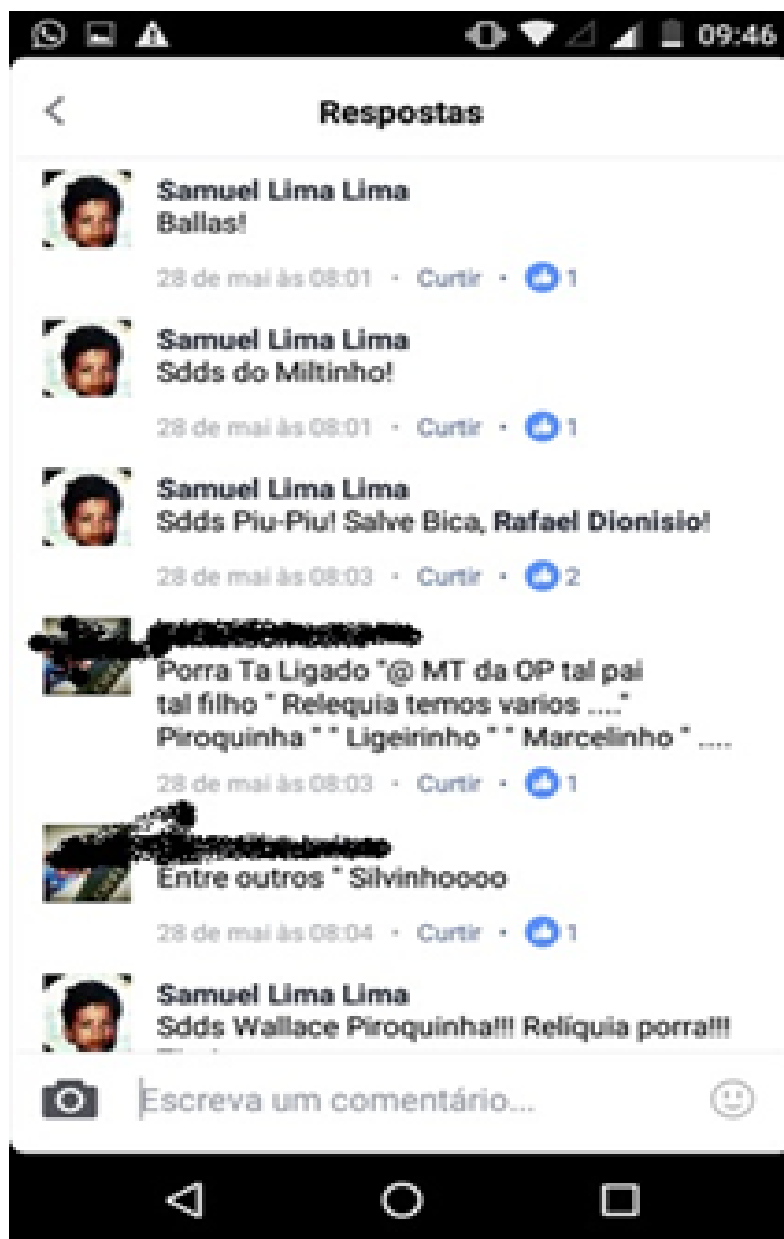 09:46
Respostas
Samuel Lima Lima
Ballas!
28 de mai às 08:01 · Curtir · 1
Samuel Lima Lima
Sdds do Miltinho!
28 de mai às 08:01 · Curtir · 1
Samuel Lima Lima
Sdds Piu-Piu! Salve Bica, Rafael Dionisio!
28 de mai às 08:03 · Curtir · 2
Porra Ta Ligado "@ MT da OP tal pai
tal filho " Relequia temos varios ...."
Piroquinha " " Ligeirinho " " Marcelinho " ....
28 de mai às 08:03 · Curtir · 1
Entre outros " Silvinhoooo
28 de mai às 08:04 · Curtir · 1
Samuel Lima Lima
Sdds Wallace Piroquinha!!! Relíquia porra!!!
Escreva um comentário...